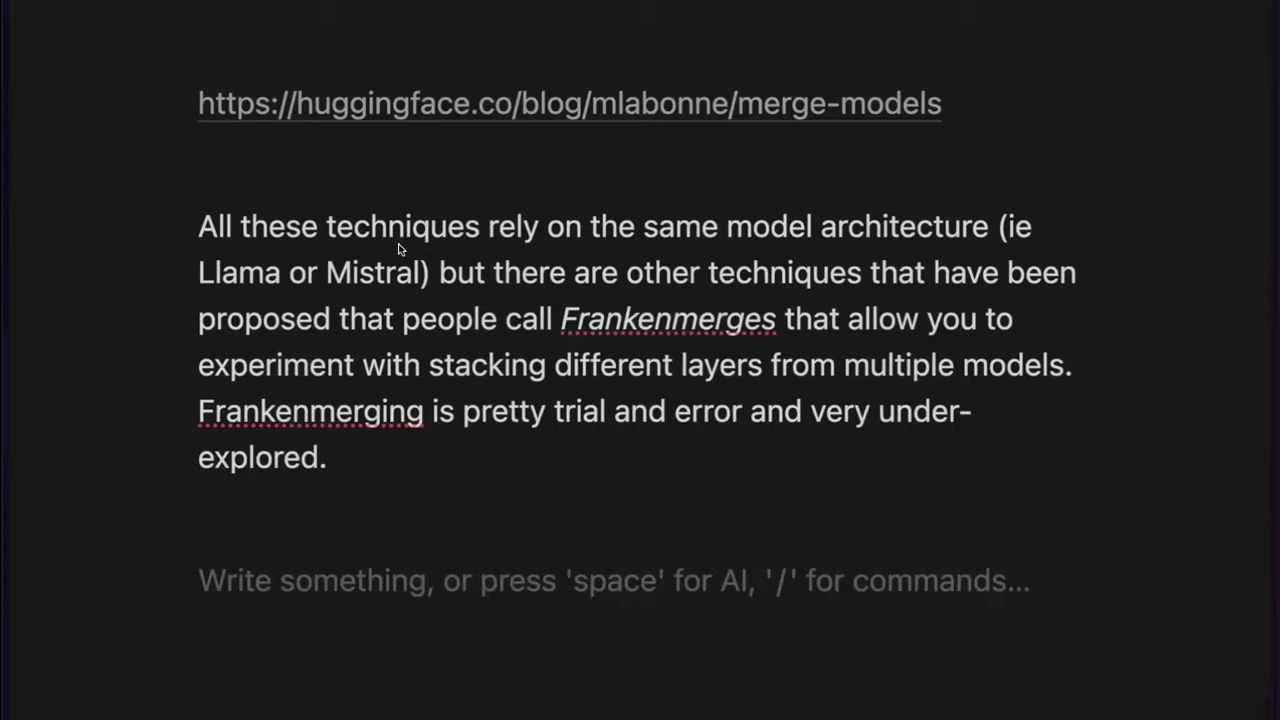 https://huggingface.co/blog/mlabonne/merge-models
All these techniques rely on the same model architecture (ie
Llama or Mistral) but there are other techniques that have been
proposed that people call Frankenmerges that allow you to
experiment with stacking different layers from multiple models.
Frankenmerging is pretty trial and error and very under-
explored.
Write something, or press 'space' for AI, '/' for commands...